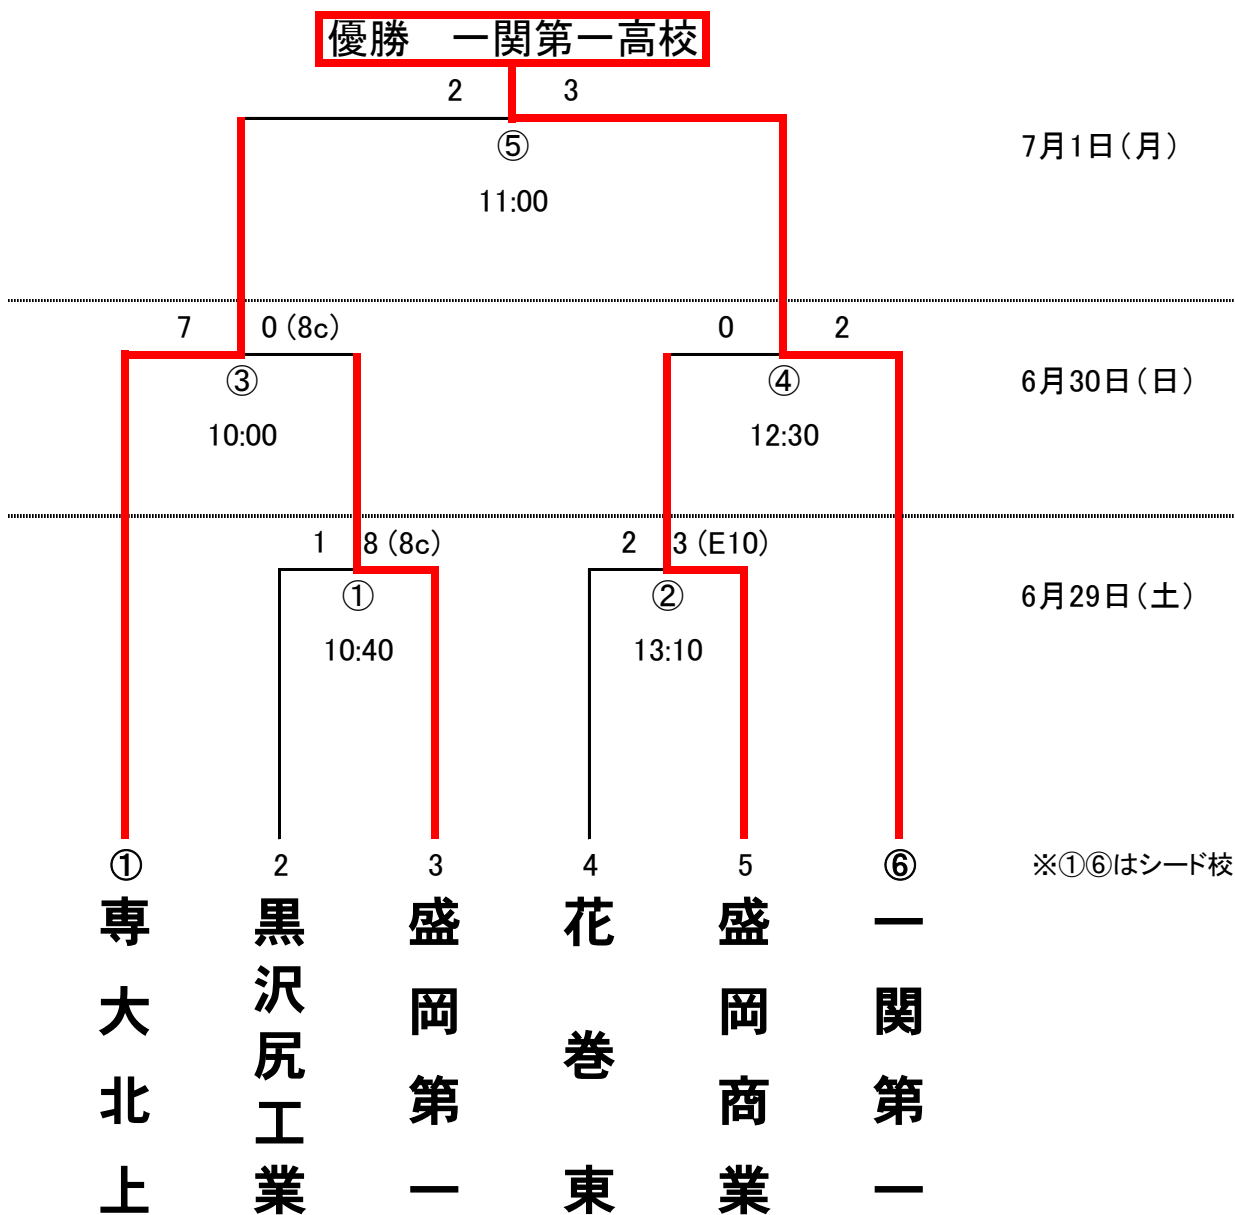 優勝　一関第一高校
2 3
⑤
7月1日（月）
11:00
7 0（8c） 0 2
③ ④ 6月30日（日）
10:00 12:30
1 8（8c） 2 3（E10）
① ② 6月29日（土）
10:40 13:10
① 2 3 4 5 ⑥ ※①⑥はシード校
専大北上
黒沢尻工業
盛岡第一
花巻東
盛岡商業
一関第一